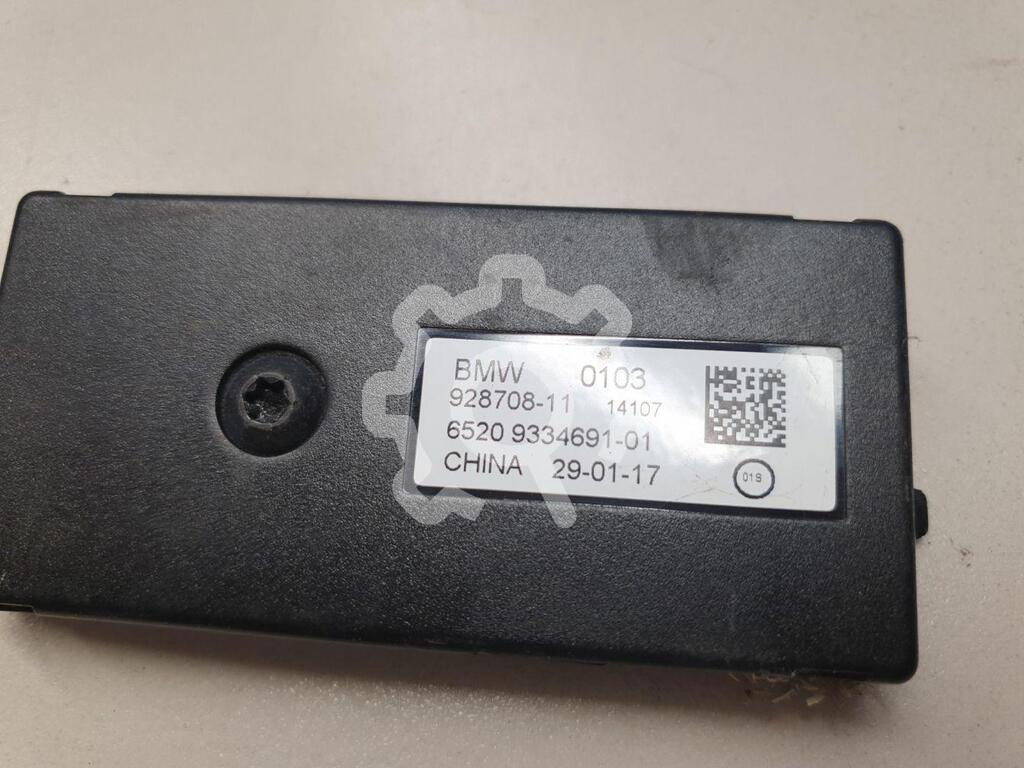 BMW 0103
928708-11 14107
6520 9334691-01
CHINA 29-01-17
01S